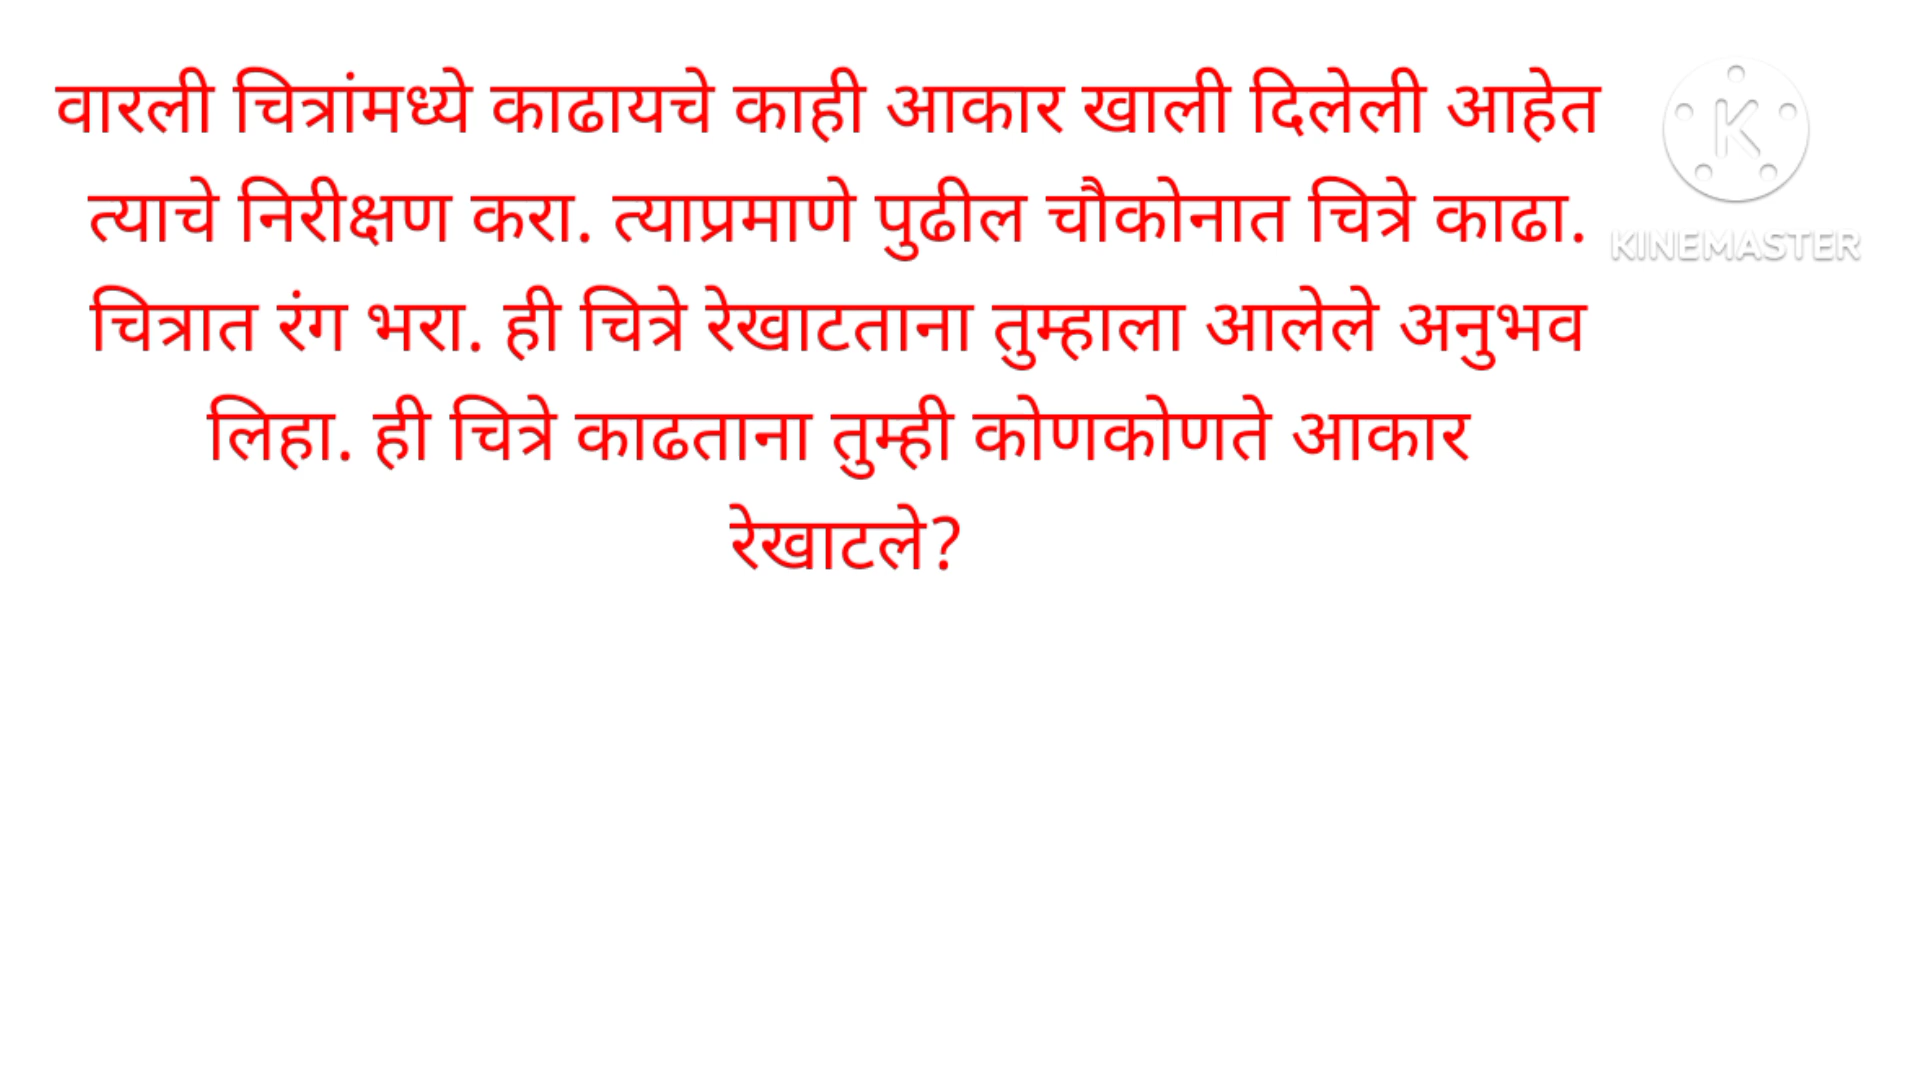 वारली चित्रांमध्ये काढायचे काही आकार खाली दिलेली आहेत
त्याचे निरीक्षण करा. त्याप्रमाणे पुढील चौकोनात चित्रे काढा.
चित्रात रंग भरा. ही चित्रे रेखाटताना तुम्हाला आलेले अनुभव
लिहा. ही चित्रे काढताना तुम्ही कोणकोणते आकार
रेखाटले?
K
KINEMASTER